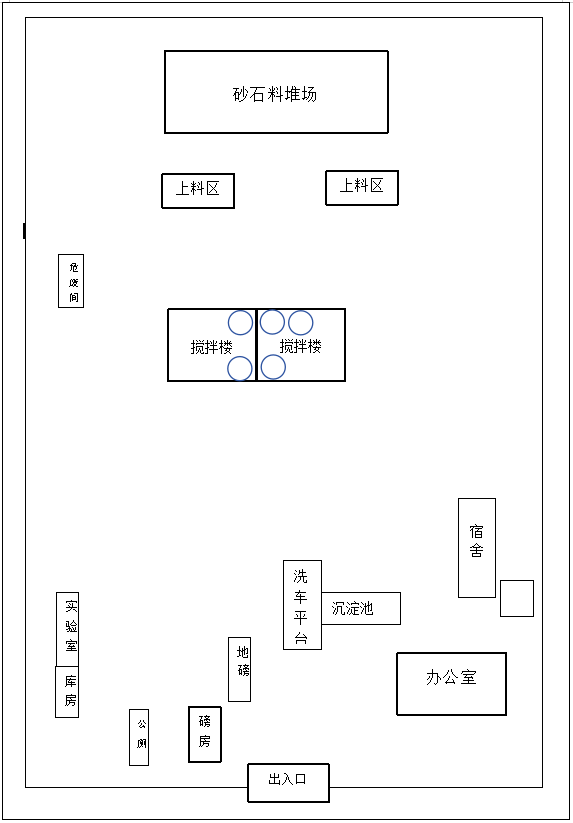 砂石料堆场
上料区
上料区
危废间
搅拌楼
搅拌楼
宿舍
洗车平台
沉淀池
实验室
地磅
办公室
库房
公厕
磅房
出入口